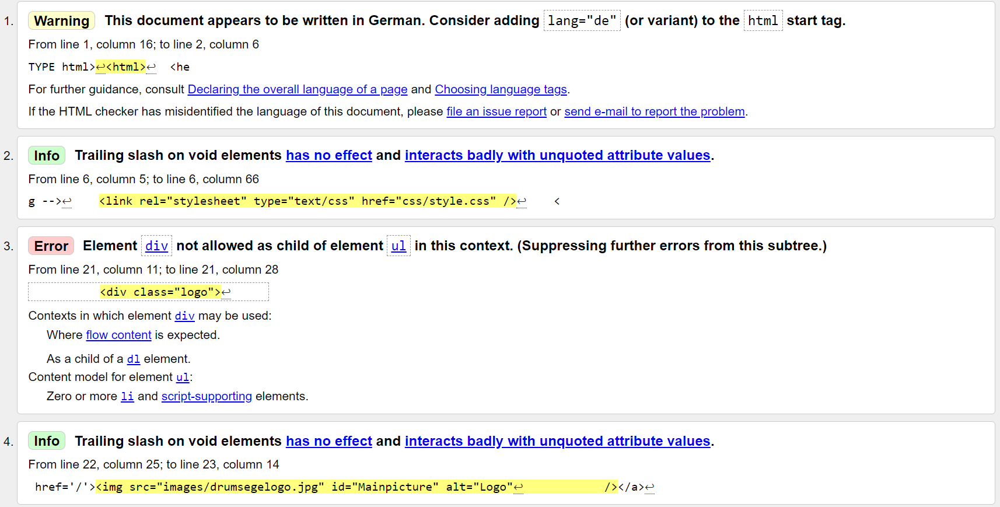 1. Warning This document appears to be written in German. Consider adding lang="de" (or variant) to the html start tag.
From line 1, column 16; to line 2, column 6
TYPE html>↩<html>↩  <he
For further guidance, consult Declaring the overall language of a page and Choosing language tags.
If the HTML checker has misidentified the language of this document, please file an issue report or send e-mail to report the problem.
2. Info Trailing slash on void elements has no effect and interacts badly with unquoted attribute values.
From line 6, column 5; to line 6, column 66
g -->↩    <link rel="stylesheet" type="text/css" href="css/style.css" />↩    <
3. Error Element div not allowed as child of element ul in this context. (Suppressing further errors from this subtree.)
From line 21, column 11; to line 21, column 28
<div class="logo">↩
Contexts in which element div may be used:
Where flow content is expected.
As a child of a dl element.
Content model for element ul:
Zero or more li and script-supporting elements.
4. Info Trailing slash on void elements has no effect and interacts badly with unquoted attribute values.
From line 22, column 25; to line 23, column 14
href='/'><img src="images/drumsegelogo.jpg" id="Mainpicture" alt="Logo"↩            /></a>↩